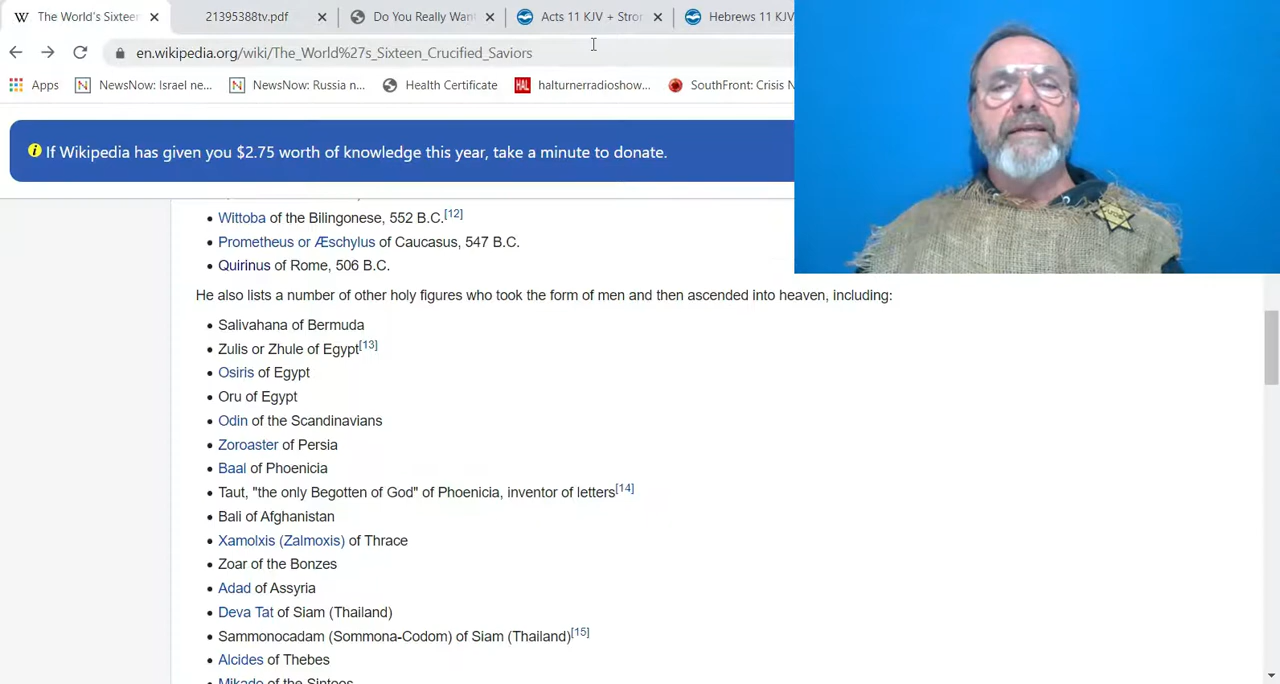 The World's Sixteen
21395388tv.pdf
Do You Really Wan
Acts 11 KJV + Stron
Hebrews 11 KJV
en.wikipedia.org/wiki/The_World%27s_Sixteen_Crucified_Saviors
Apps
NewsNow: Israel ne...
NewsNow: Russia n...
Health Certificate
HAL
halturnerradioshow...
SouthFront: Crisis N
If Wikipedia has given you $2.75 worth of knowledge this year, take a minute to donate.
• Wittoba of the Bilingonese, 552 B.C.[12]
• Prometheus or Æschylus of Caucasus, 547 B.C.
• Quirinus of Rome, 506 B.C.
He also lists a number of other holy figures who took the form of men and then ascended into heaven, including:
• Salivahana of Bermuda
• Zulis or Zhule of Egypt[13]
• Osiris of Egypt
• Oru of Egypt
• Odin of the Scandinavians
• Zoroaster of Persia
• Baal of Phoenicia
• Taut, "the only Begotten of God" of Phoenicia, inventor of letters[14]
• Bali of Afghanistan
• Xamolxis (Zalmoxis) of Thrace
• Zoar of the Bonzes
• Adad of Assyria
• Deva Tat of Siam (Thailand)
• Sammonocadam (Sommona-Codom) of Siam (Thailand)[15]
• Alcides of Thebes
Mikado of the Sintoos